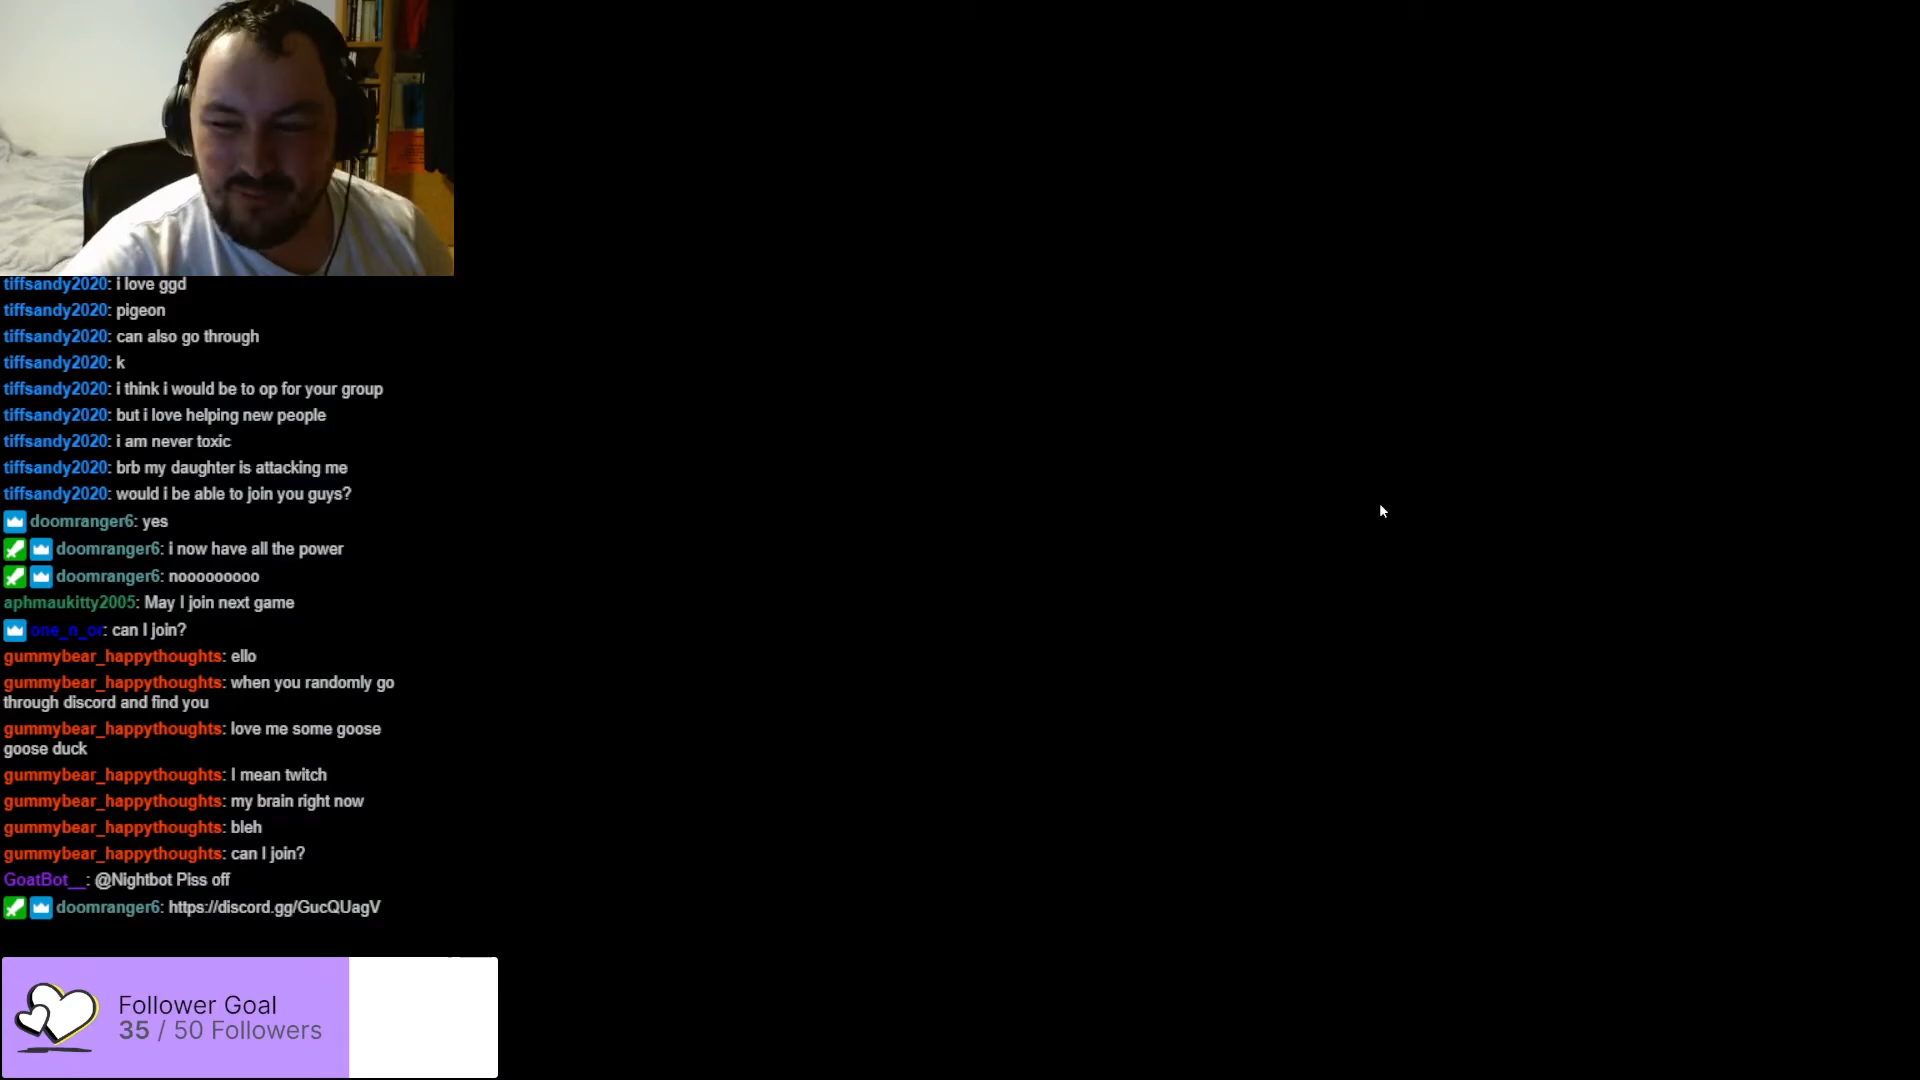 tiffsandy2020: i love ggd
tiffsandy2020: pigeon
tiffsandy2020: can also go through
tiffsandy2020: k
tiffsandy2020: i think i would be to op for your group
tiffsandy2020: but i love helping new people
tiffsandy2020: i am never toxic
tiffsandy2020: brb my daughter is attacking me
tiffsandy2020: would i be able to join you guys?
doomranger6: yes
doomranger6: i now have all the power
doomranger6: nooooooooo
aphmaukitty2005: May I join next game
can I join?
gummybear_happythoughts: ello
gummybear_happythoughts: when you randomly go
through discord and find you
gummybear_happythoughts: love me some goose
goose duck
gummybear_happythoughts: I mean twitch
gummybear_happythoughts: my brain right now
gummybear_happythoughts: bleh
gummybear_happythoughts: can I join?
GoatBot__: @Nightbot Piss off
doomranger6: https://discord.gg/GucQUagV
Follower Goal
35 / 50 Followers